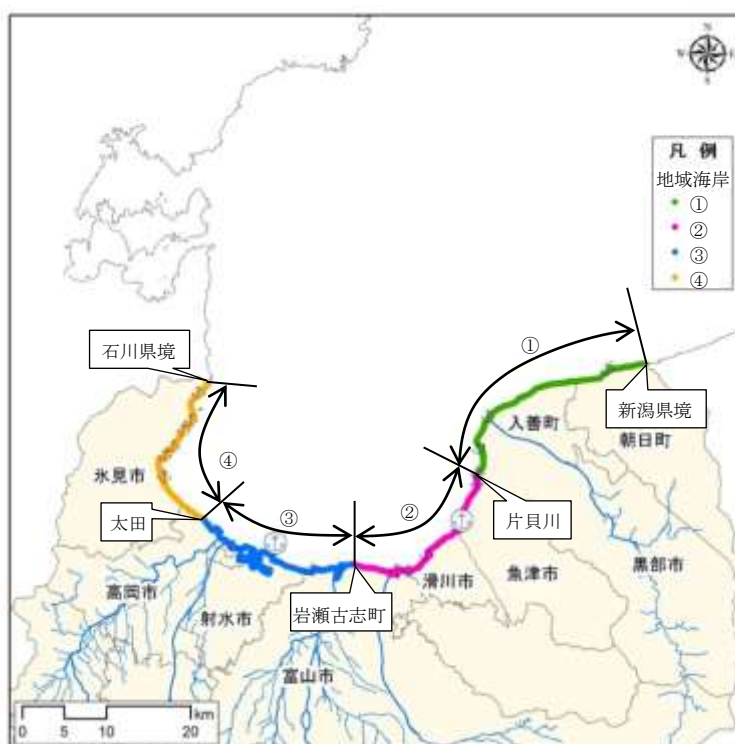 N
W
E
S
凡 例
地域海岸
①
②
③
④
①
石川県境
新潟県境
入善町
朝日町
氷見市
④
太田
③
②
片貝川
高岡市
射水市
岩瀬古志町
滑川市
魚津市
黒部市
富山市
km
0 5 10 20